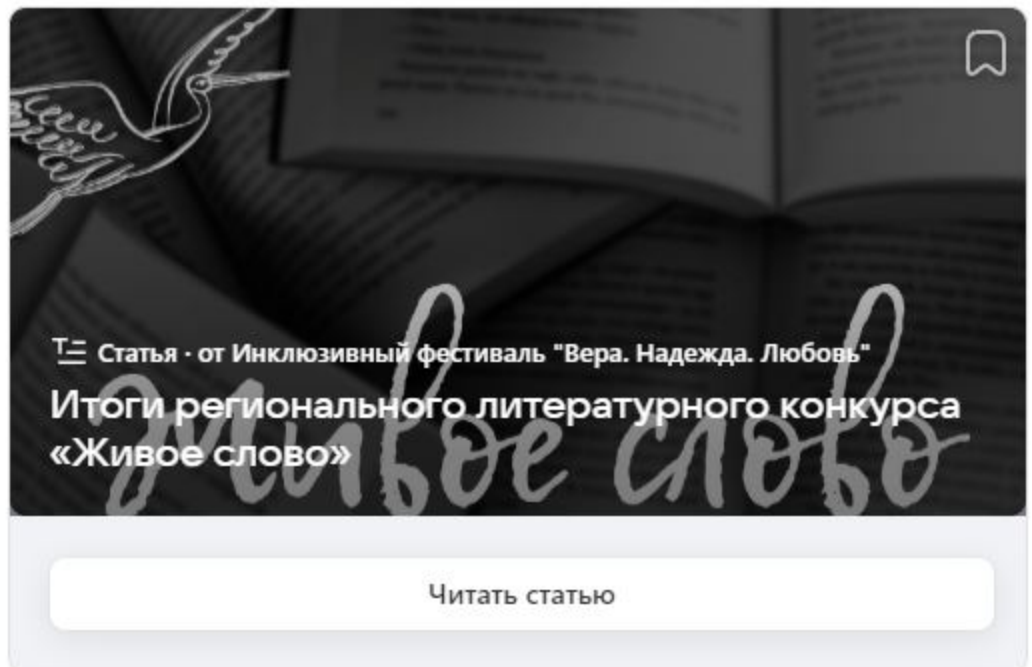 Статья · от Инклюзивный фестиваль "Вера. Надежда. Любовь"
Итоги регионального литературного конкурса
«Живое слово»
живое слово
Читать статью